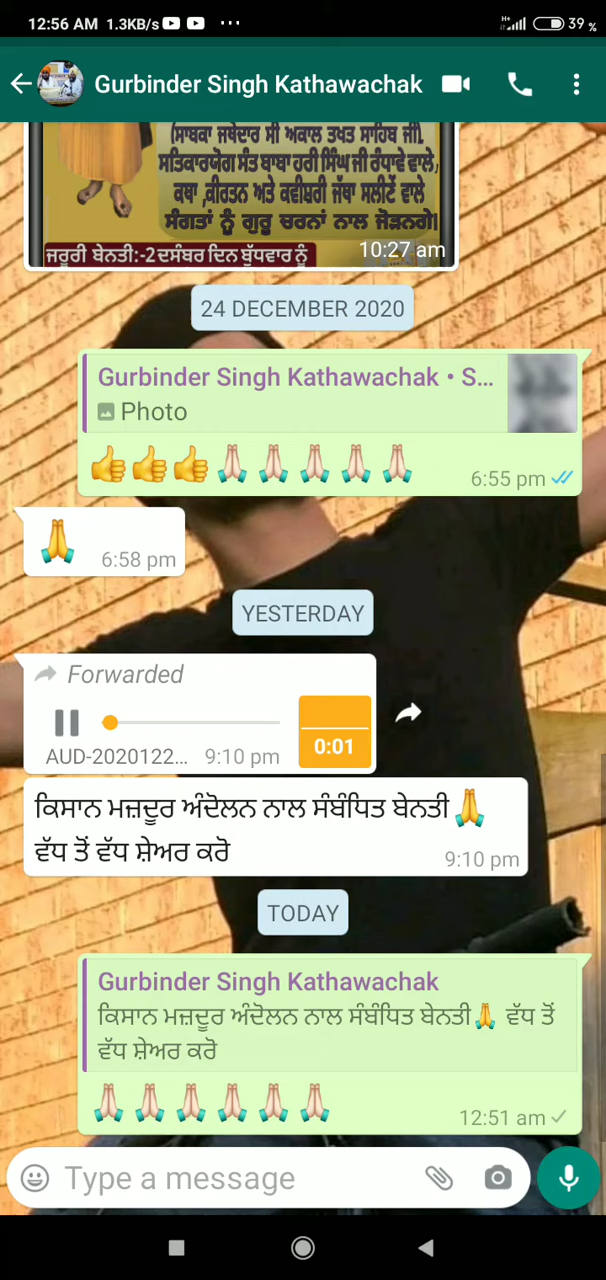 12:56 AM 1.3KB/s ... 39 %
Gurbinder Singh Kathawachak
(ਸਾਬਕਾ ਜਥੇਦਾਰ ਸੀ ਅਕਾਲ ਤਖਤ ਸਾਹਿਬ ਜੀ),
ਸਤਿਕਾਰਯੋਗ ਸੰਤ ਬਾਬਾ ਹਰੀ ਸਿੰਘ ਜੀ ਰੰਧਾਵੇ ਵਾਲੇ,
ਕਥਾ ,ਕੀਰਤਨ ਅਤੇ ਕਵੀਸ਼ਰੀ ਜੱਥਾ ਸਲੀਣੇਂ ਵਾਲੇ
ਸੰਗਤਾਂ ਨੂੰ ਗੁਰੂ ਚਰਨਾਂ ਨਾਲ ਜੋੜਨਗੇ।
ਜਰੂਰੀ ਬੇਨਤੀ:-2 ਦਸੰਬਰ ਦਿਨ ਬੁੱਧਵਾਰ ਨੂੰ
10:27 am
24 DECEMBER 2020
Gurbinder Singh Kathawachak • S...
Photo
👍👍👍🙏🏻🙏🏻🙏🏻🙏🏻🙏🏻 6:55 pm
🙏 6:58 pm
YESTERDAY
Forwarded
0:01
AUD-2020122... 9:10 pm
ਕਿਸਾਨ ਮਜ਼ਦੂਰ ਅੰਦੋਲਨ ਨਾਲ ਸੰਬੰਧਿਤ ਬੇਨਤੀ🙏
ਵੱਧ ਤੋਂ ਵੱਧ ਸ਼ੇਅਰ ਕਰੋ 9:10 pm
TODAY
Gurbinder Singh Kathawachak
ਕਿਸਾਨ ਮਜ਼ਦੂਰ ਅੰਦੋਲਨ ਨਾਲ ਸੰਬੰਧਿਤ ਬੇਨਤੀ🙏 ਵੱਧ ਤੋਂ
ਵੱਧ ਸ਼ੇਅਰ ਕਰੋ
🙏🏻🙏🏻🙏🏻🙏🏻🙏🏻🙏🏻 12:51 am
Type a message